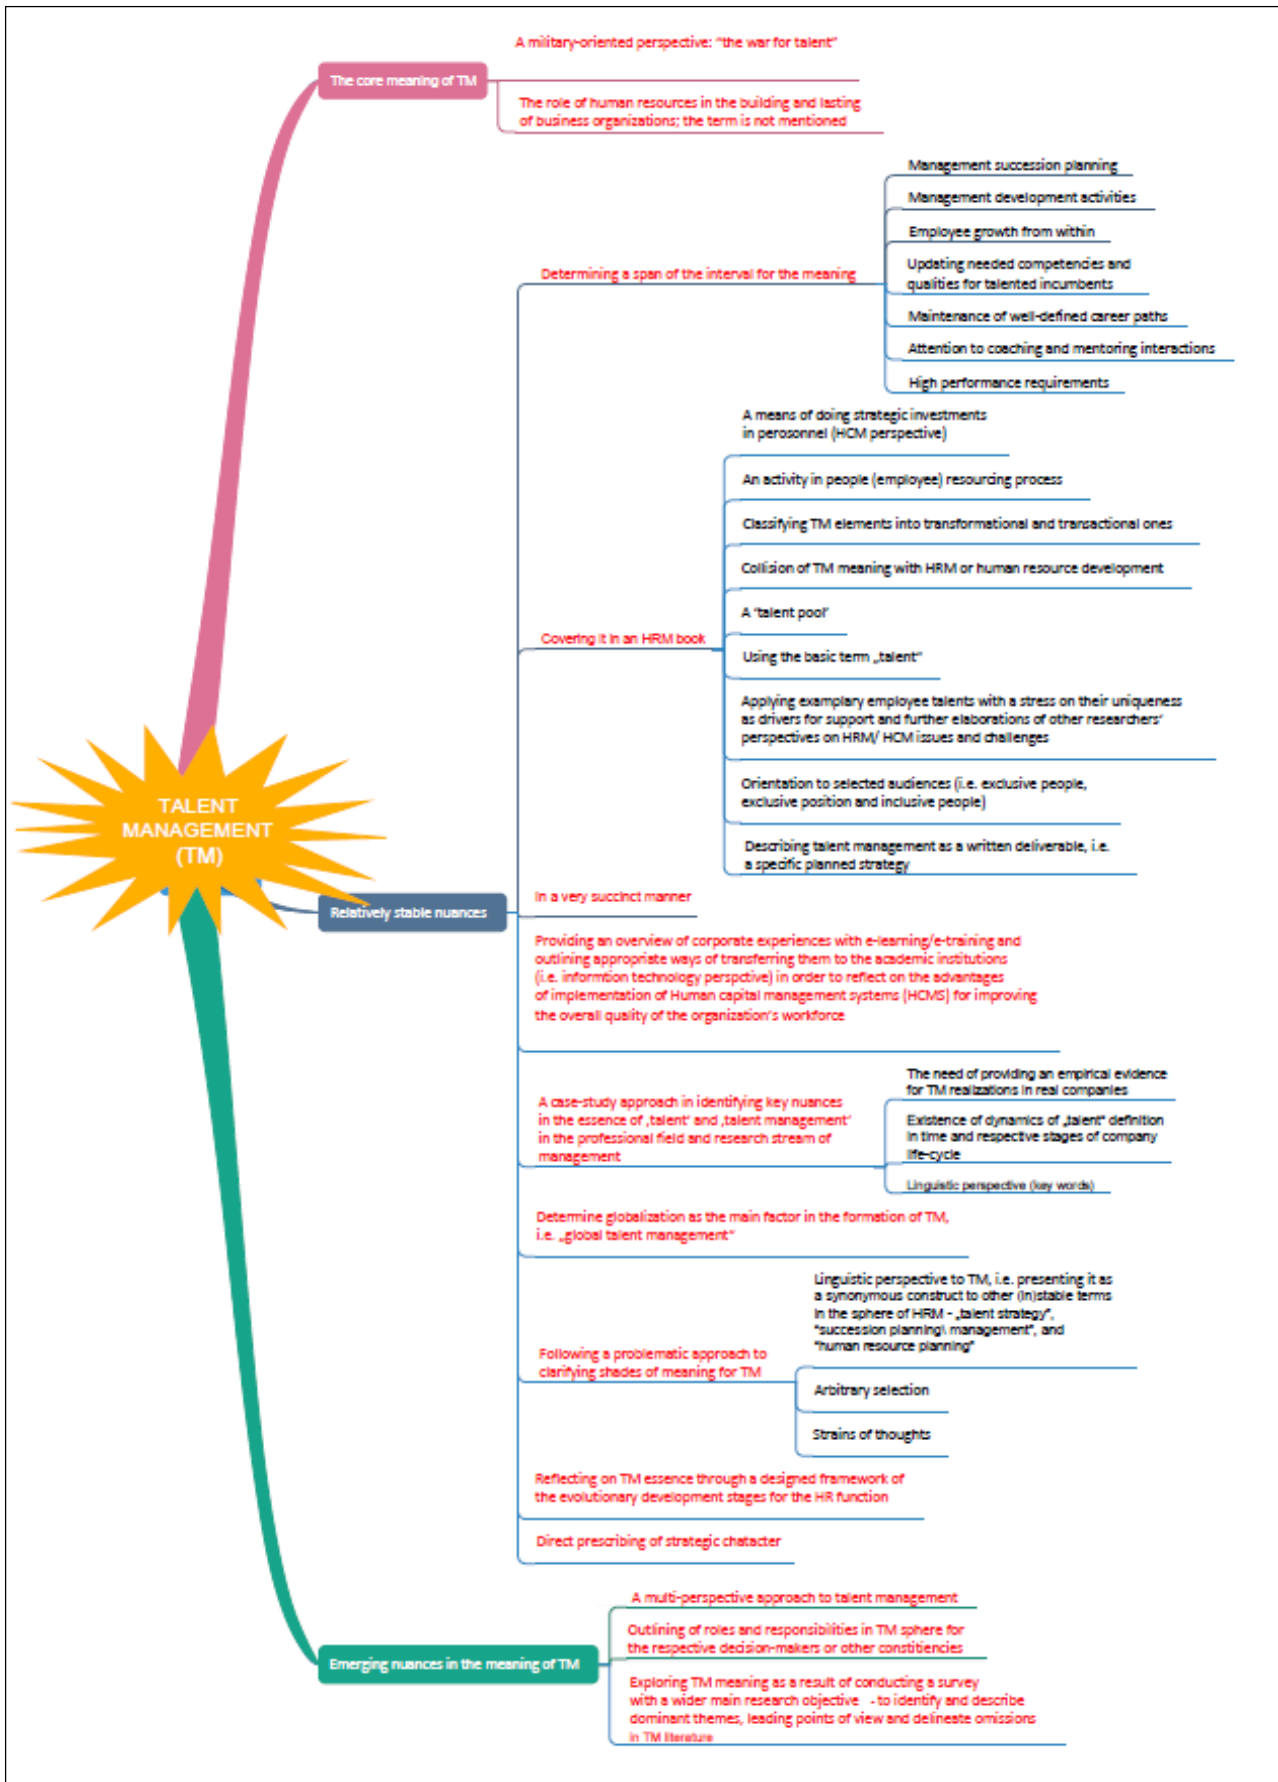 A military-oriented perspective: "the war for talent"
The core meaning of TM
The role of human resources in the building and lasting
of business organizations; the term is not mentioned
Management succession planning
Management development activities
Employee growth from within
Determining a span of the interval for the meaning
Updating needed competencies and
qualities for talented incumbents
Maintenance of well-defined career paths
Attention to coaching and mentoring interactions
High performance requirements
A means of doing strategic investments
in perosonnel (HCM perspective)
An activity in people (employee) resourcing process
Classifying TM elements into transformational and transactional ones
Collision of TM meaning with HRM or human resource development
A "talent pool'
Covering it in an HRM book
Using the basic term „talent"
Applying examplary employee talents with a stress on their uniqueness
as drivers for support and further elaborations of other researchers'
perspectives on HRM/ HCM issues and challenges
Orientation to selected audiences (i.e. exclusive people,
exclusive position and inclusive people)
Describing talent management as a written deliverable, i.e.
a specific planned strategy
TALENT
MANAGEMENT
(TM)
Relatively stable nuances
In a very succinct manner
Providing an overview of corporate experiences with e-learning/e-training and
outlining appropriate ways of transferring them to the academic institutions
(i.e. informtion technology perspctive) in order to reflect on the advantages
of implementation of Human capital management systems (HCMS) for improving
the overall quality of the organization's workforce
A case-study approach in identifying key nuances
in the essence of ‚talent' and ‚talent management'
in the professional field and research stream of
management
The need of providing an empirical evidence
for TM realizations in real companies
Existence of dynamics of „talent" definition
in time and respective stages of company
life-cycle
Linguistic perspective (key words)
Determine globalization as the main factor in the formation of TM,
i.e. „global talent management"
Following a problematic approach to
clarifying shades of meaning for TM
Linguistic perspective to TM, i.e. presenting it as
a synonymous construct to other (in)stable terms
in the sphere of HRM - „talent strategy",
"succession planning\ management", and
"human resource planning"
Arbitrary selection
Strains of thoughts
Reflecting on TM essence through a designed framework of
the evolutionary development stages for the HR function
Direct prescribing of strategic chatacter
Emerging nuances in the meaning of TM
A multi-perspective approach to talent management
Outlining of roles and responsibilities in TM sphere for
the respective decision-makers or other constitiencies
Exploring TM meaning as a result of conducting a survey
with a wider main research objective - to identify and describe
dominant themes, leading points of view and delineate omissions
in TM literature